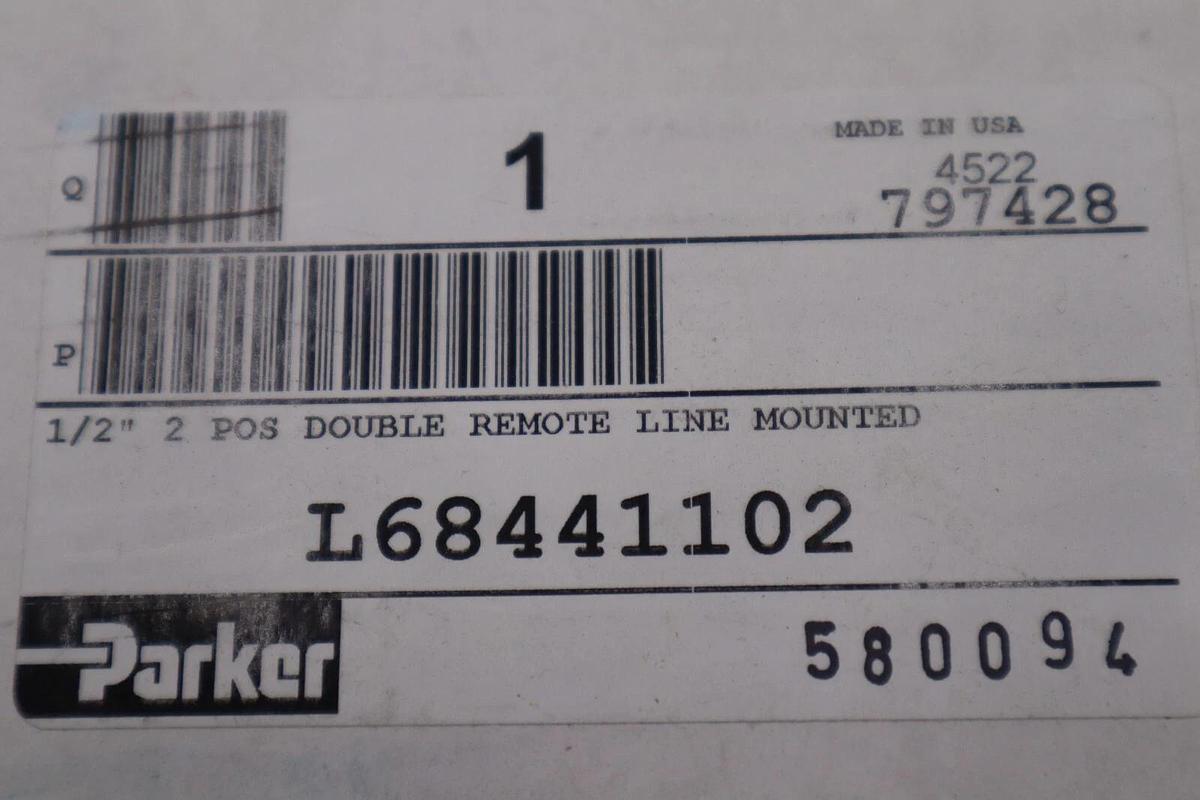 Q
1
MADE IN USA
4522
797428
P
1/2" 2 POS DOUBLE REMOTE LINE MOUNTED
L68441102
Parker
580094